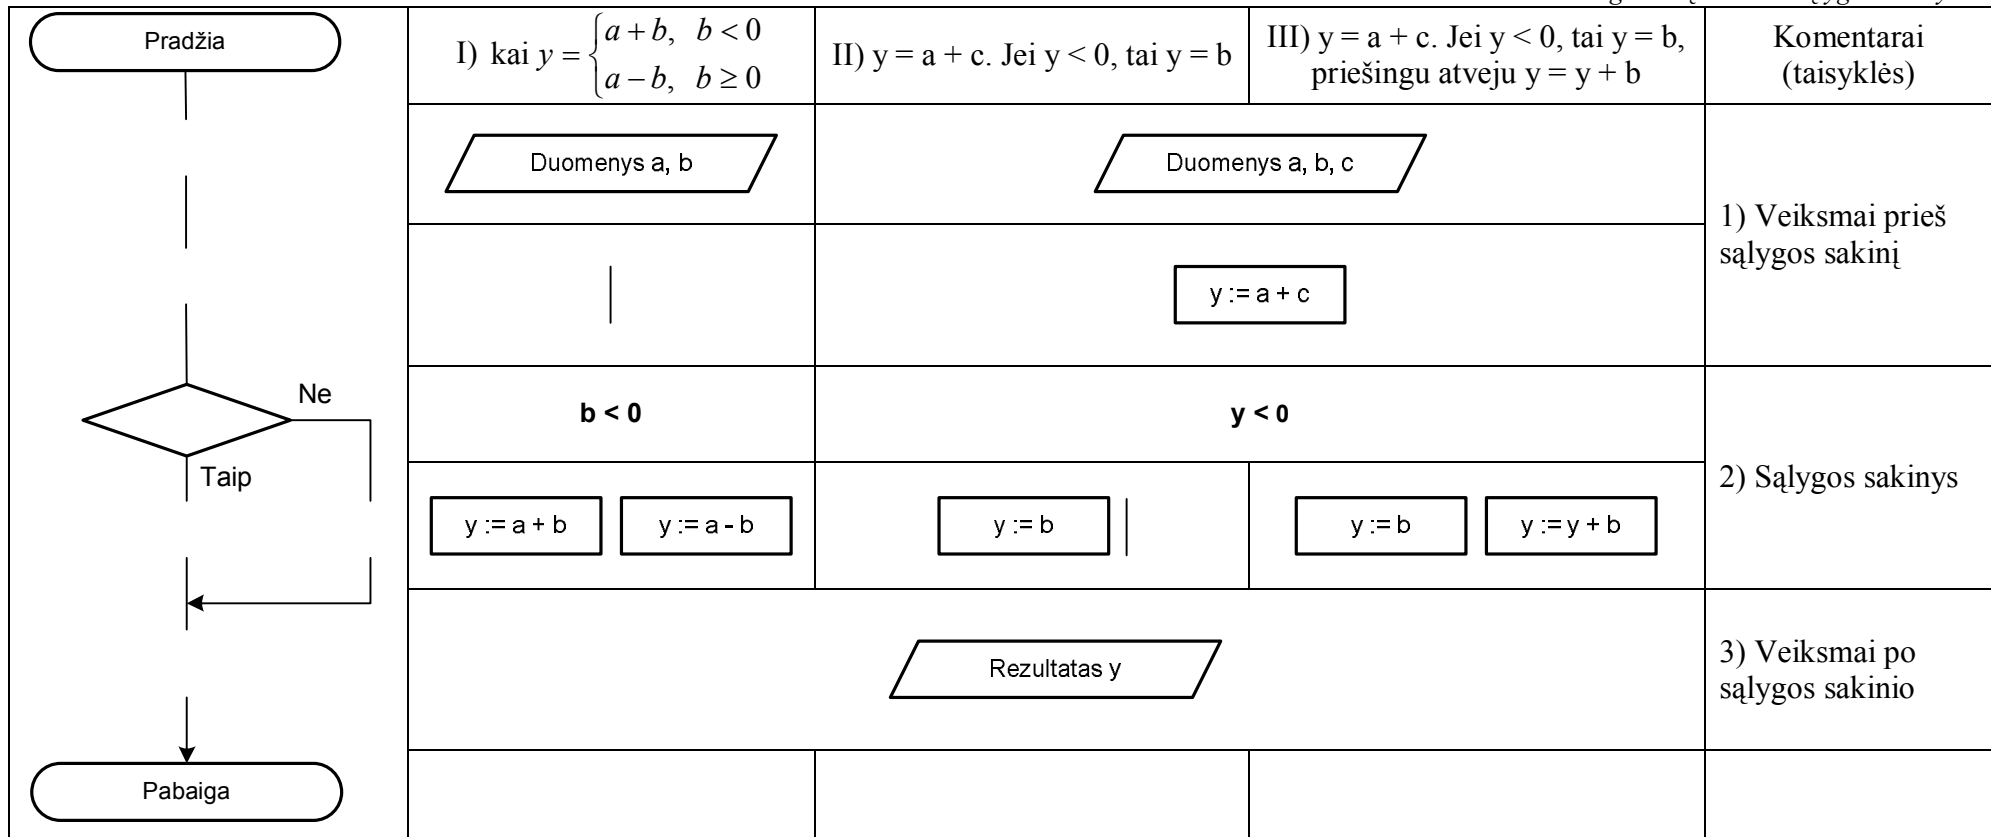 Pradžia
I) kai y = { a + b, b < 0
a − b, b ≥ 0
II) y = a + c. Jei y < 0, tai y = b
III) y = a + c. Jei y < 0, tai y = b,
priešingu atveju y = y + b
Komentarai
(taisyklės)
Duomenys a, b
Duomenys a, b, c
1) Veiksmai prieš
sąlygos sakinį
y := a + c
Ne
Taip
b < 0
y < 0
2) Sąlygos sakinys
y := a + b
y := a - b
y := b
y := b
y := y + b
Rezultatas y
3) Veiksmai po
sąlygos sakinio
Pabaiga